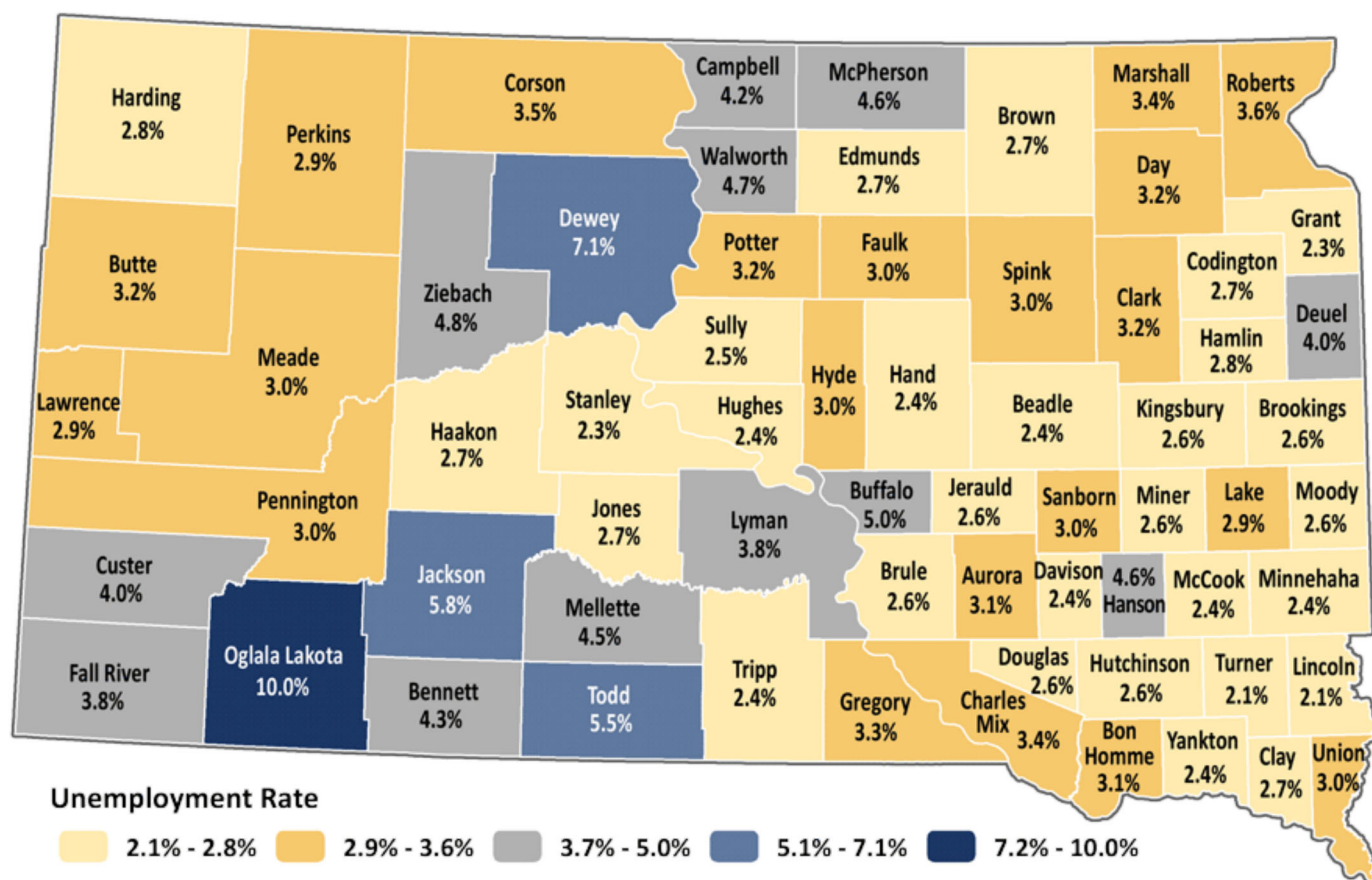 Harding
2.8%
Perkins
2.9%
Corson
3.5%
Campbell
4.2%
McPherson
4.6%
Brown
2.7%
Marshall
3.4%
Roberts
3.6%
Walworth
4.7%
Edmunds
2.7%
Day
3.2%
Dewey
7.1%
Grant
2.3%
Butte
3.2%
Ziebach
4.8%
Potter
3.2%
Faulk
3.0%
Spink
3.0%
Clark
3.2%
Codington
2.7%
Deuel
4.0%
Hamlin
2.8%
Meade
3.0%
Sully
2.5%
Hyde
3.0%
Hand
2.4%
Lawrence
2.9%
Haakon
2.7%
Stanley
2.3%
Hughes
2.4%
Beadle
2.4%
Kingsbury
2.6%
Brookings
2.6%
Pennington
3.0%
Jones
2.7%
Lyman
3.8%
Buffalo
5.0%
Jerauld
2.6%
Sanborn
3.0%
Miner
2.6%
Lake
2.9%
Moody
2.6%
Custer
4.0%
Jackson
5.8%
Mellette
4.5%
Brule
2.6%
Aurora
3.1%
Davison
2.4%
4.6%
Hanson
McCook
2.4%
Minnehaha
2.4%
Fall River
3.8%
Oglala Lakota
10.0%
Bennett
4.3%
Todd
5.5%
Tripp
2.4%
Gregory
3.3%
Charles
Mix
3.4%
Douglas
2.6%
Hutchinson
2.6%
Turner
2.1%
Lincoln
2.1%
Bon
Homme
3.1%
Yankton
2.4%
Clay
2.7%
Union
3.0%
Unemployment Rate
2.1% - 2.8%
2.9% - 3.6%
3.7% - 5.0%
5.1% - 7.1%
7.2% - 10.0%